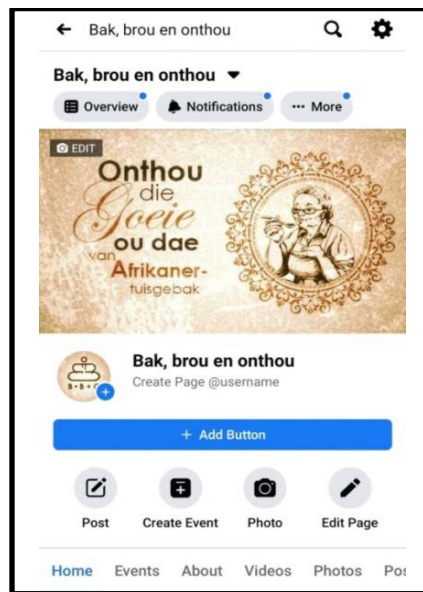 Bak, brou en onthou
Bak, brou en onthou
Overview
Notifications
More
EDIT
Onthou
die
Goeie
ou dae
van
Afrikaner-
tuisgebak
Bak, brou en onthou
Create Page @username
B•B•O
+ Add Button
Post
Create Event
Photo
Edit Page
Home
Events
About
Videos
Photos
Pos